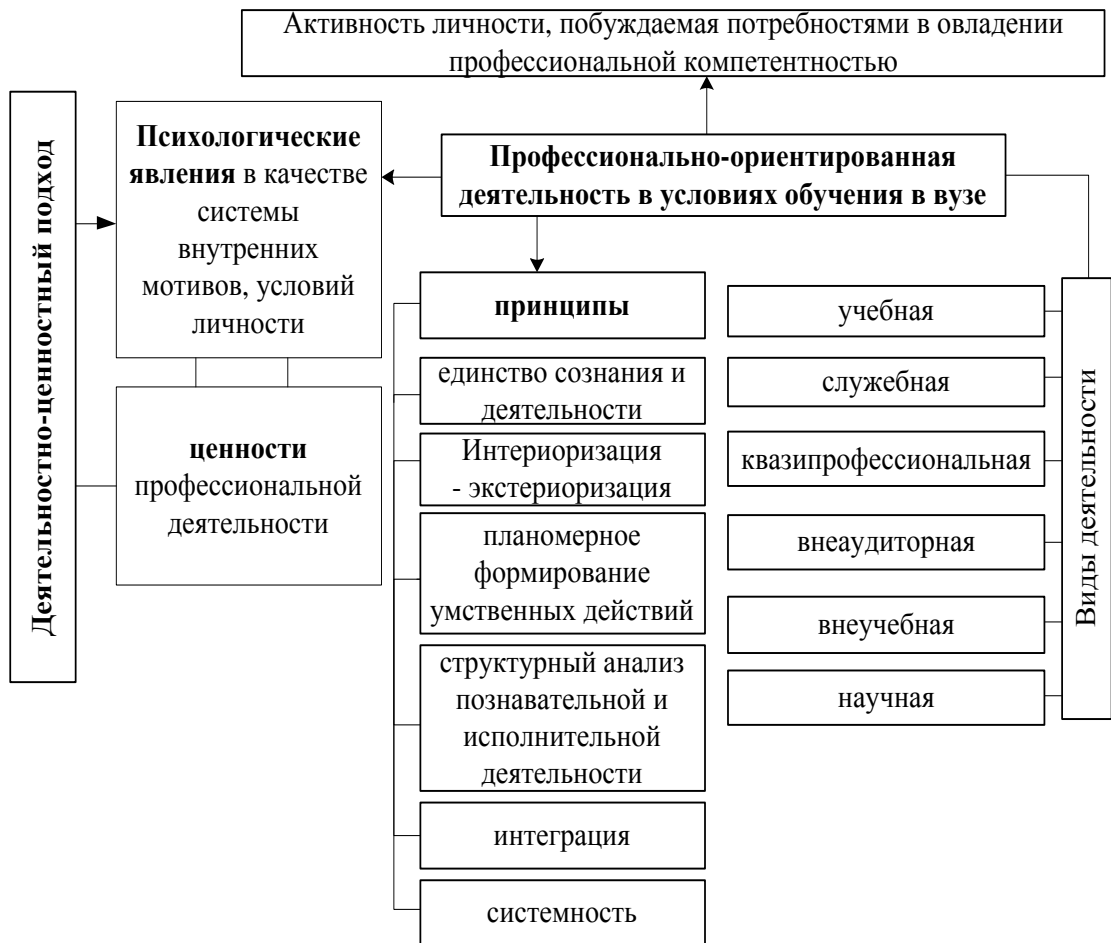 Активность личности, побуждаемая потребностями в овладении
профессиональной компетентностью
Деятельностно-ценностный подход
Психологические
явления в качестве
системы
внутренних
мотивов, условий
личности
Профессионально-ориентированная
деятельность в условиях обучения в вузе
ценности
профессиональной
деятельности
принципы
единство сознания и
деятельности
Интериоризация
- экстериоризация
планомерное
формирование
умственных действий
структурный анализ
познавательной и
исполнительной
деятельности
интеграция
системность
учебная
служебная
квазипрофессиональная
внеаудиторная
внеучебная
научная
Виды деятельности